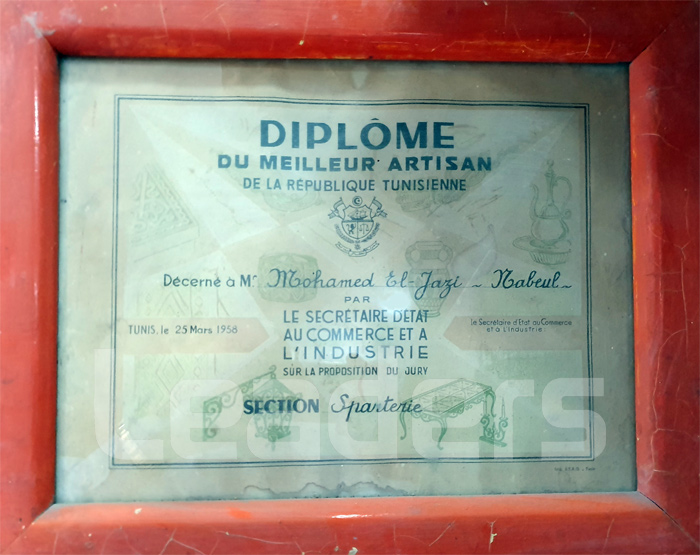 DIPLÔME
DU MEILLEUR ARTISAN
DE LA RÉPUBLIQUE TUNISIENNE
Décerné à Mr Mohamed El-Jazi ~ Nabeul ~
PAR
LE SECRÉTAIRE D'ÉTAT
AU COMMERCE ET A
L'INDUSTRIE
SUR LA PROPOSITION DU JURY
TUNIS, le 25 Mars 1958
Le Secrétaire d'Etat au Commerce
et à L'Industrie
SECTION Sparterie
Leaders